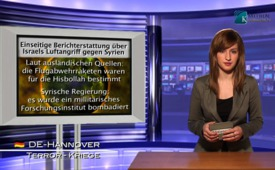 Einseitige Berichterstattung über
Israels Luftangriff gegen Syrien
Laut ausländischen Quellen:
die Flugabwehrraketen waren
für die Hisbollah bestimmt
Syrische Regierung:
es wurde ein militärisches
Forschungsinstitut bombadiert
DE-HANNOVER
TERROR - KRIEGE